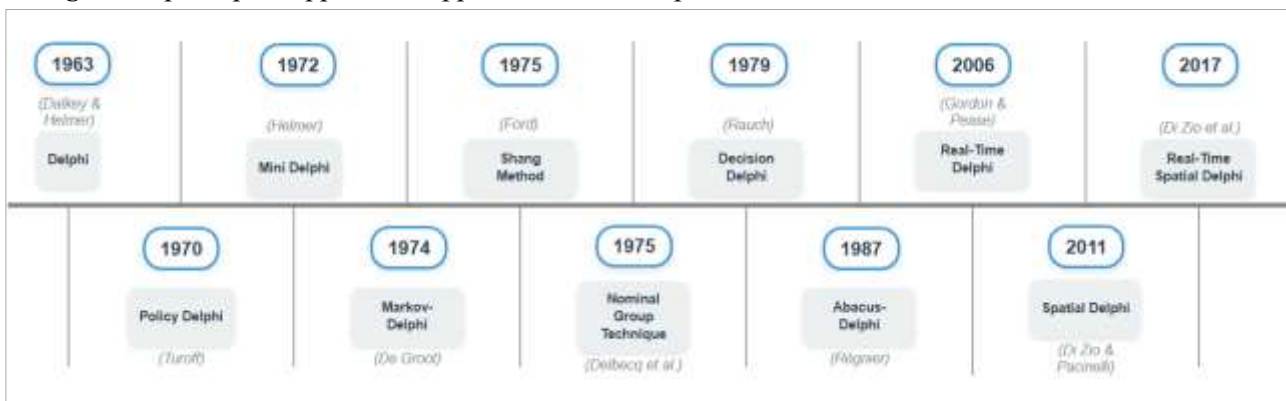 1963
(Dalkey &
Helmer)
Delphi
1972
(Helmer)
Mini Delphi
1975
(Ford)
Shang
Method
1979
(Rauch)
Decision
Delphi
2006
(Gordon &
Pease)
Real-Time
Delphi
2017
(Di Zio et al.)
Real-Time
Spatial Delphi
1970
Policy Delphi
(Turoff)
1974
Markov-
Delphi
(De Groot)
1975
Nominal
Group
Technique
(Delbecq et al.)
1987
Abacus-
Delphi
(Régnier)
2011
Spatial Delphi
(Di Zio &
Pacinelli)